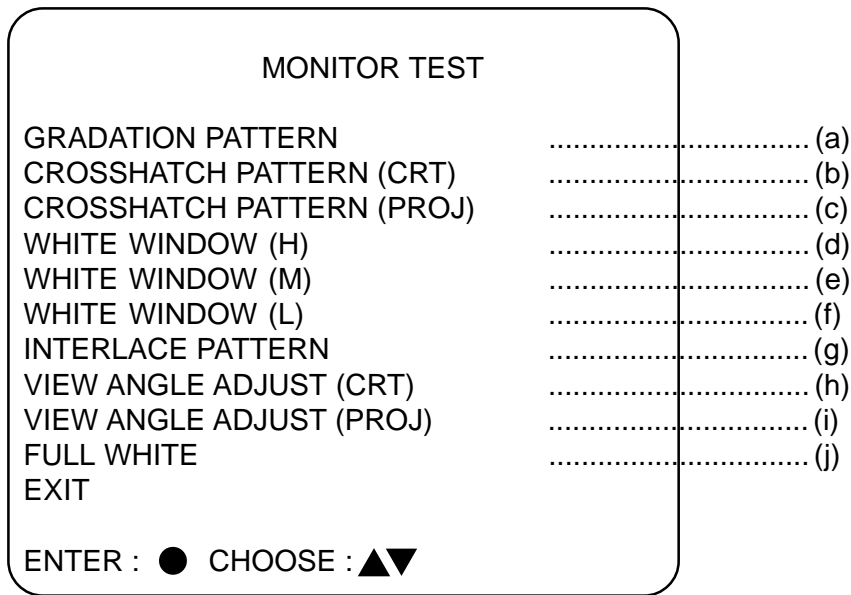 MONITOR TEST
GRADATION PATTERN ................................ (a)
CROSSHATCH PATTERN (CRT) ................................ (b)
CROSSHATCH PATTERN (PROJ) ................................ (c)
WHITE WINDOW (H) ................................ (d)
WHITE WINDOW (M) ................................ (e)
WHITE WINDOW (L) ................................ (f)
INTERLACE PATTERN ................................ (g)
VIEW ANGLE ADJUST (CRT) ................................ (h)
VIEW ANGLE ADJUST (PROJ) ................................ (i)
FULL WHITE ................................ (j)
EXIT
ENTER : ● CHOOSE : ▲▼